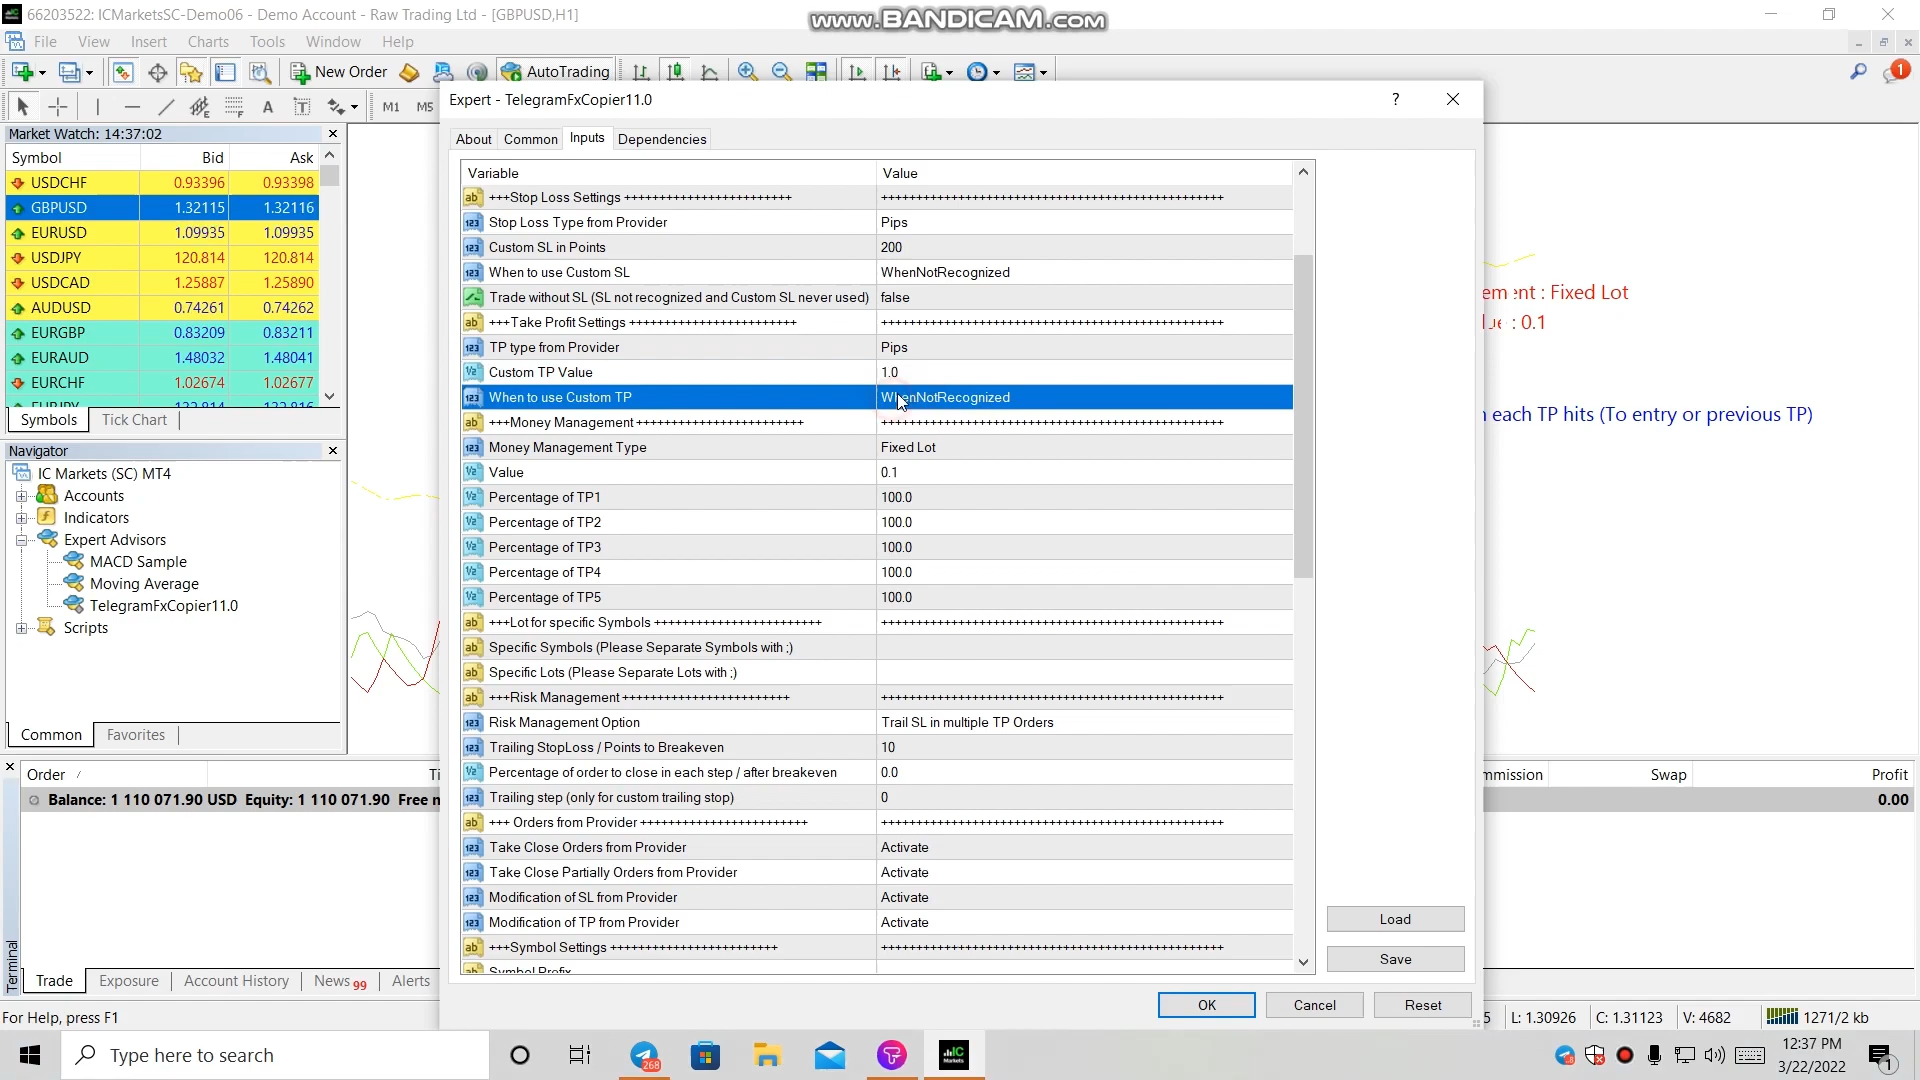 66203522: ICMarketsSC-Demo06 - Demo Account - Raw Trading Ltd - [GBPUSD,H1]
www.BANDICAM.com
File View Insert Charts Tools Window Help
New Order AutoTrading
A T M1 M5
Expert - TelegramFxCopier11.0
?
About Common Inputs Dependencies
Market Watch: 14:37:02
Symbol Bid Ask
USDCHF 0.93396 0.93398
GBPUSD 1.32115 1.32116
EURUSD 1.09935 1.09935
USDJPY 120.814 120.814
USDCAD 1.25887 1.25890
AUDUSD 0.74261 0.74262
EURGBP 0.83209 0.83211
EURAUD 1.48032 1.48041
EURCHF 1.02674 1.02677
Symbols Tick Chart
Navigator
IC Markets (SC) MT4
Accounts
Indicators
Expert Advisors
MACD Sample
Moving Average
TelegramFxCopier11.0
Scripts
Common Favorites
Variable Value
+++Stop Loss Settings ++++++++++++++++++++++++ +++++++++++++++++++++++++++++++++++++++++++++++++
Stop Loss Type from Provider Pips
Custom SL in Points 200
When to use Custom SL WhenNotRecognized
Trade without SL (SL not recognized and Custom SL never used) false
+++Take Profit Settings ++++++++++++++++++++++++ +++++++++++++++++++++++++++++++++++++++++++++++++
TP type from Provider Pips
Custom TP Value 1.0
When to use Custom TP WhenNotRecognized
+++Money Management ++++++++++++++++++++++++ +++++++++++++++++++++++++++++++++++++++++++++++++
Money Management Type Fixed Lot
Value 0.1
Percentage of TP1 100.0
Percentage of TP2 100.0
Percentage of TP3 100.0
Percentage of TP4 100.0
Percentage of TP5 100.0
+++Lot for specific Symbols ++++++++++++++++++++++++ +++++++++++++++++++++++++++++++++++++++++++++++++
Specific Symbols (Please Separate Symbols with ;)
Specific Lots (Please Separate Lots with ;)
+++Risk Management ++++++++++++++++++++++++ +++++++++++++++++++++++++++++++++++++++++++++++++
Risk Management Option Trail SL in multiple TP Orders
Trailing StopLoss / Points to Breakeven 10
Percentage of order to close in each step / after breakeven 0.0
Trailing step (only for custom trailing stop) 0
+++ Orders from Provider ++++++++++++++++++++++++ +++++++++++++++++++++++++++++++++++++++++++++++++
Take Close Orders from Provider Activate
Take Close Partially Orders from Provider Activate
Modification of SL from Provider Activate
Modification of TP from Provider Activate
+++Symbol Settings ++++++++++++++++++++++++ +++++++++++++++++++++++++++++++++++++++++++++++++
Symbol Prefix
Load
Save
OK Cancel Reset
: Fixed Lot
: 0.1
each TP hits (To entry or previous TP)
Order /
Balance: 1 110 071.90 USD Equity: 1 110 071.90
Swap Profit
0.00
Terminal
Trade Exposure Account History News 99 Alerts
For Help, press F1
L: 1.30926 C: 1.31123 V: 4682 1271/2 kb
Type here to search
268
12:37 PM
3/22/2022
1